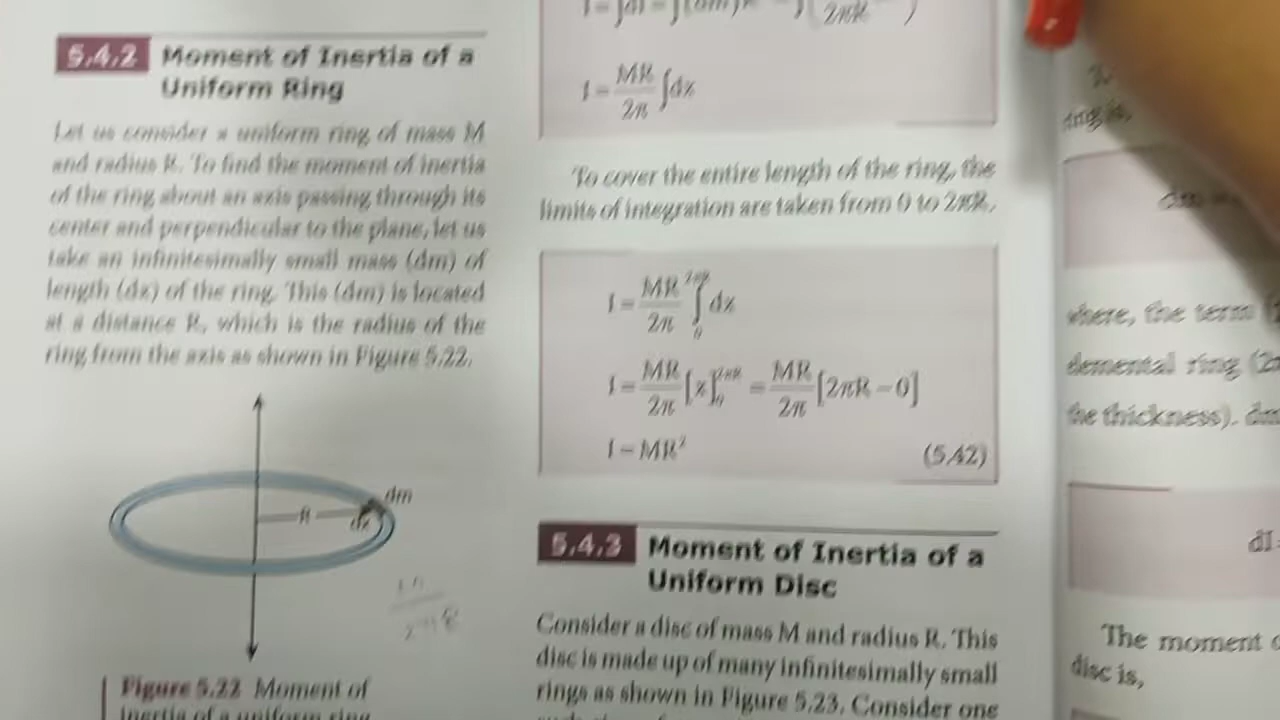 5.4.2 Moment of Inertia of a
Uniform Ring
Let us consider a uniform ring of mass M
and radius R. To find the moment of inertia
of the ring about an axis passing through its
center and perpendicular to the plane, let us
take an infinitesimally small mass (dm) of
length (dx) of the ring. This (dm) is located
at a distance R, which is the radius of the
ring from the axis as shown in Figure 5.22.
dm
R
dx
Figure 5.22 Moment of
inertia of a uniform ring
I = MR/2π ∫dx
To cover the entire length of the ring, the
limits of integration are taken from 0 to 2πR.
I = MR/2π ∫₀^2πR dx
I = MR/2π [x]₀^2πR = MR/2π [2πR − 0]
I = MR²
(5.42)
5.4.3 Moment of Inertia of a
Uniform Disc
Consider a disc of mass M and radius R. This
disc is made up of many infinitesimally small
rings as shown in Figure 5.23. Consider one
ring is,
where, the term
elemental ring
the thickness).
dI
The moment
disc is,